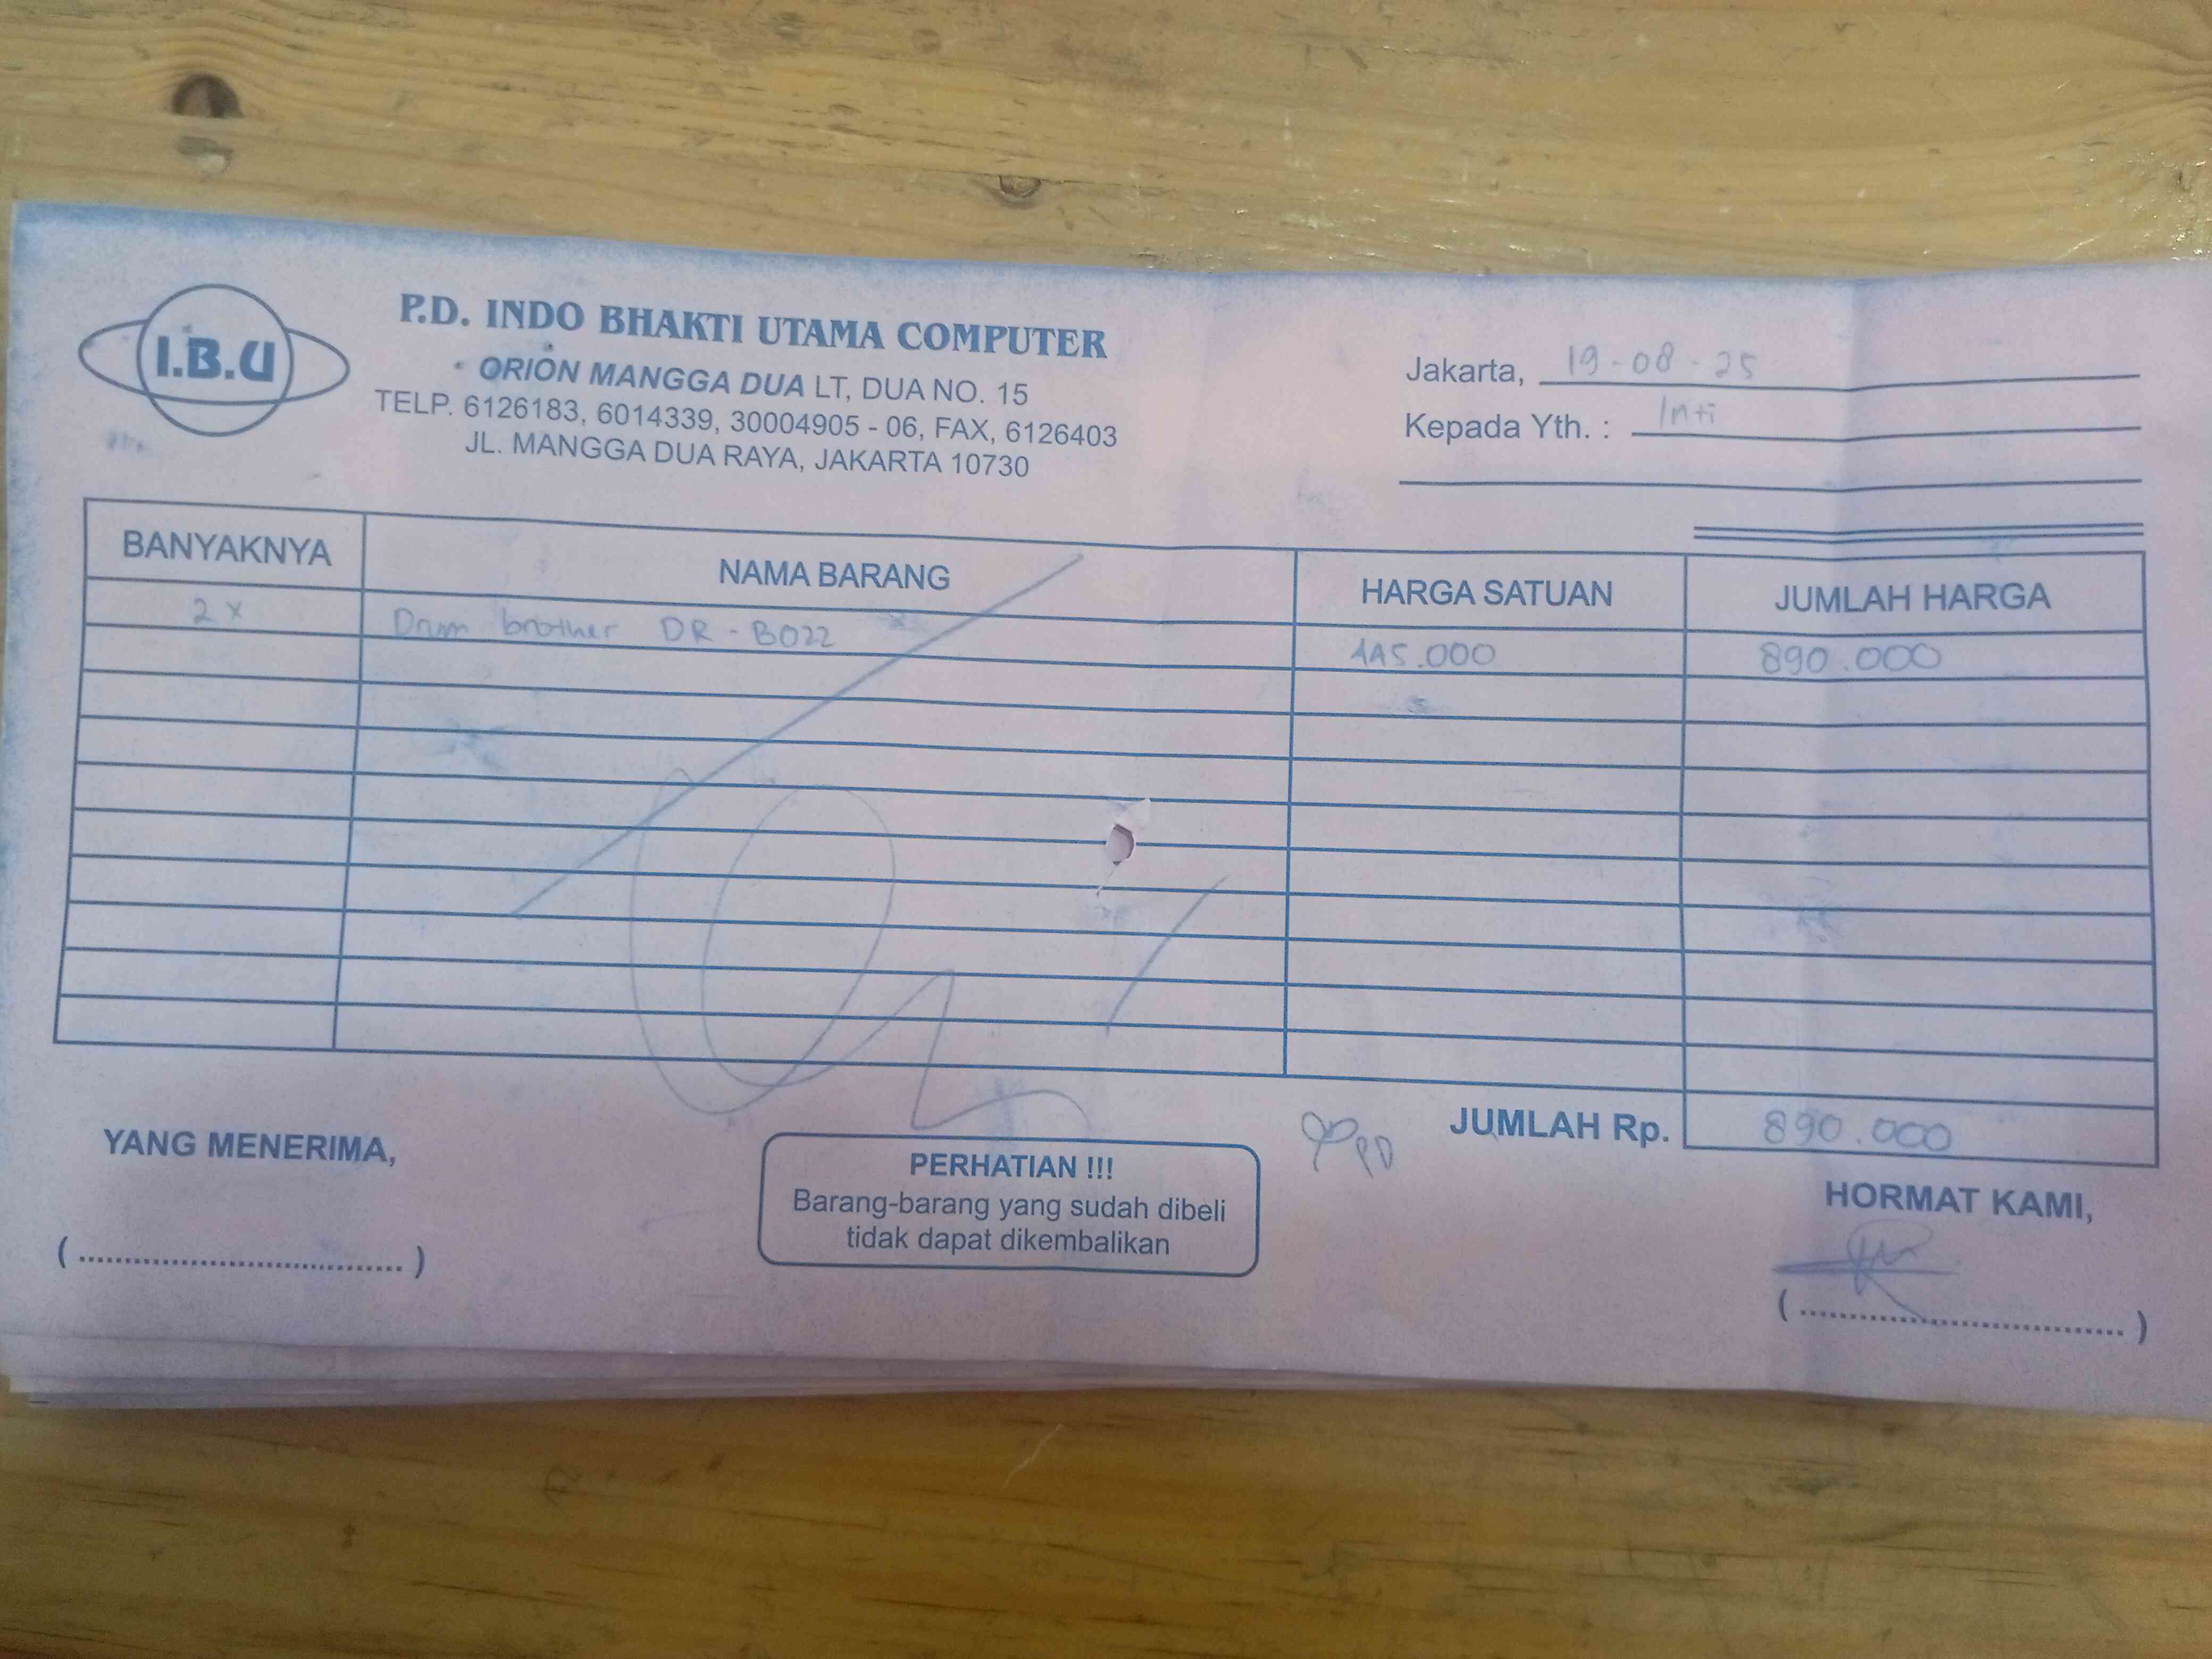 I.B.U
P.D. INDO BHAKTI UTAMA COMPUTER
ORION MANGGA DUA LT, DUA NO. 15
TELP. 6126183, 6014339, 30004905 - 06, FAX, 6126403
JL. MANGGA DUA RAYA, JAKARTA 10730
Jakarta, 19-08-25
Kepada Yth. : Inti
BANYAKNYA NAMA BARANG HARGA SATUAN JUMLAH HARGA
2 x Drum brother DR-B022 445.000 890.000
JUMLAH Rp. 890.000
YANG MENERIMA,
PERHATIAN !!!
Barang-barang yang sudah dibeli
tidak dapat dikembalikan
HORMAT KAMI,
(....................................)
(....................................)